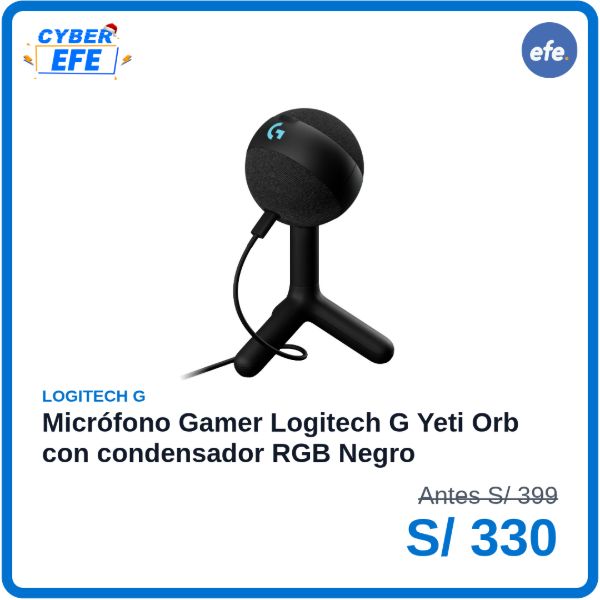 CYBER
EFE
efe.
G
LOGITECH G
Micrófono Gamer Logitech G Yeti Orb
con condensador RGB Negro
Antes S/ 399
S/ 330